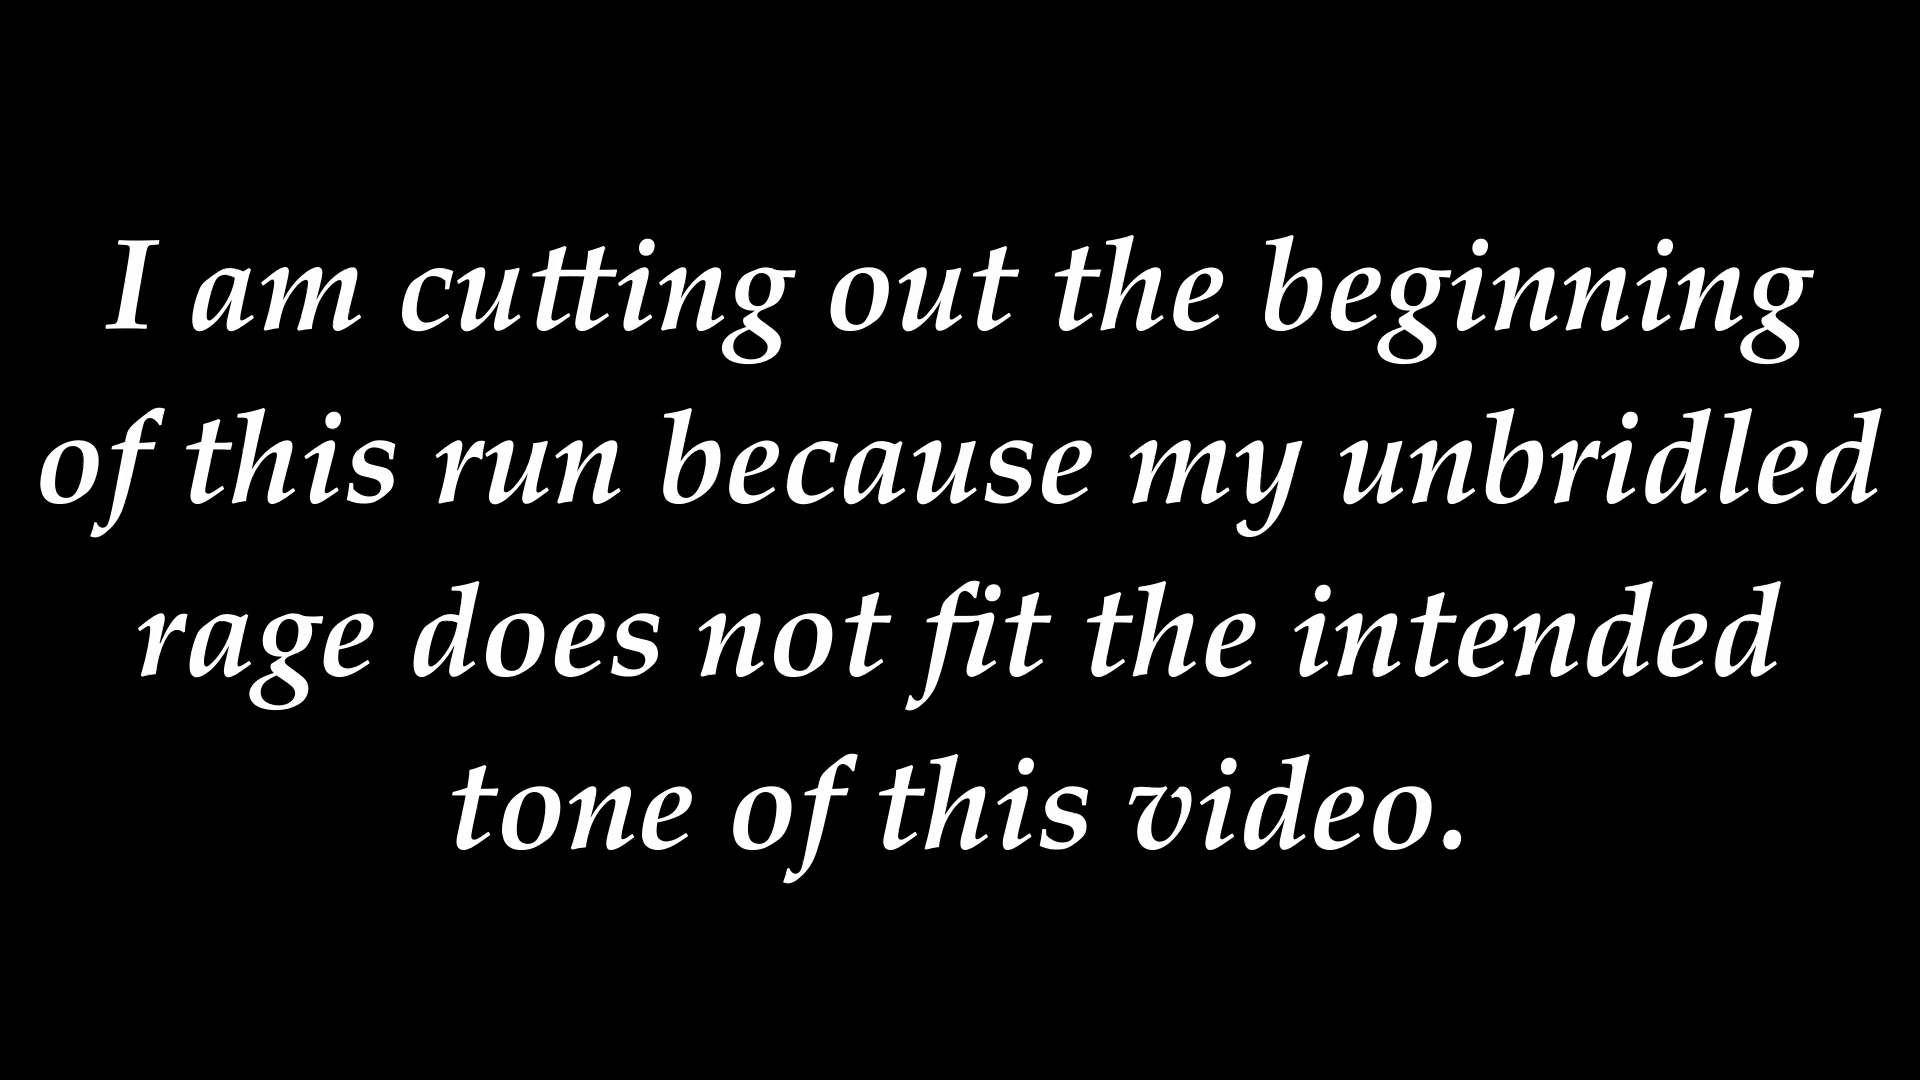 I am cutting out the beginning
of this run because my unbridled
rage does not fit the intended
tone of this video.